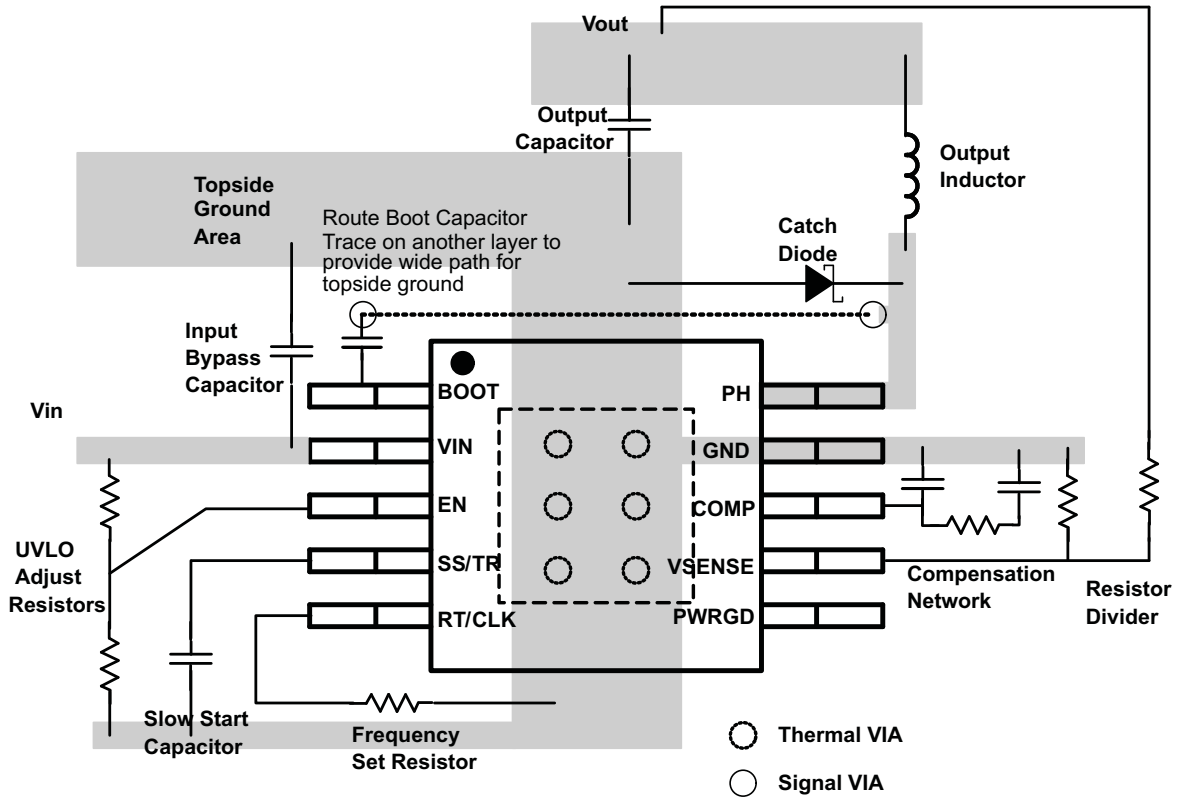 Vout
Output
Capacitor
Output
Inductor
Topside
Ground
Area
Route Boot Capacitor
Trace on another layer to
provide wide path for
topside ground
Catch
Diode
Input
Bypass
Capacitor
Vin
BOOT
VIN
EN
SS/TR
RT/CLK
PH
GND
COMP
VSENSE
PWRGD
UVLO
Adjust
Resistors
Compensation
Network
Resistor
Divider
Slow Start
Capacitor
Frequency
Set Resistor
Thermal VIA
Signal VIA